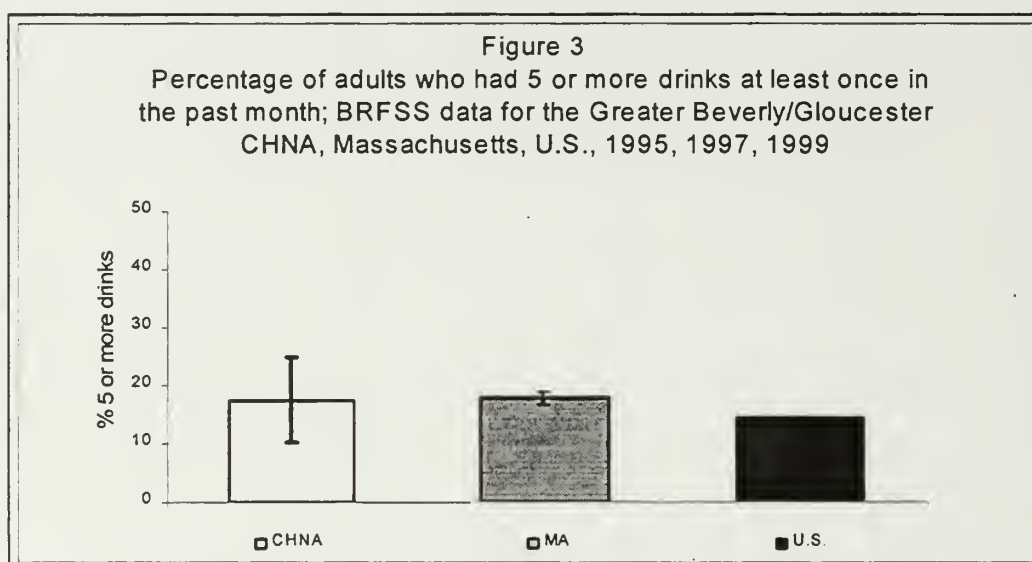 Figure 3
Percentage of adults who had 5 or more drinks at least once in
the past month; BRFSS data for the Greater Beverly/Gloucester
CHNA, Massachusetts, U.S., 1995, 1997, 1999
% 5 or more drinks
50
40
30
20
10
0
CHNA MA U.S.